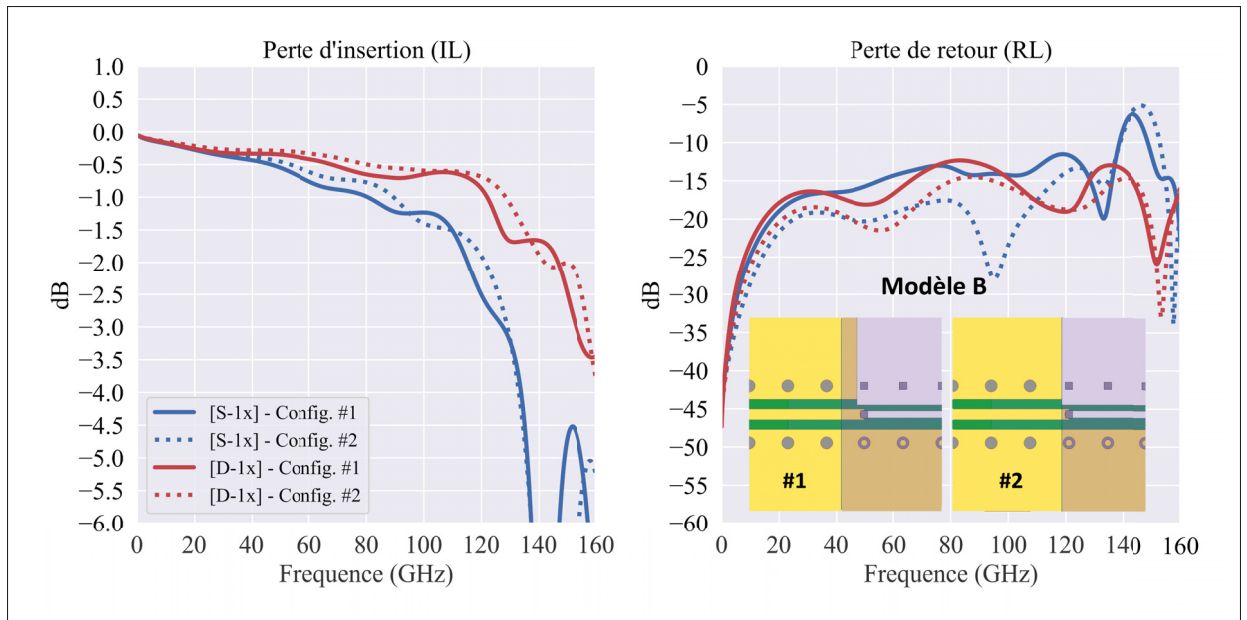 Perte d'insertion (IL)
1.0
0.5
0.0
−0.5
−1.0
−1.5
−2.0
−2.5
−3.0
−3.5
−4.0
−4.5
−5.0
−5.5
−6.0
dB
[S-1x] - Config. #1
[S-1x] - Config. #2
[D-1x] - Config. #1
[D-1x] - Config. #2
0 20 40 60 80 100 120 140 160
Frequence (GHz)
Perte de retour (RL)
0
−5
−10
−15
−20
−25
−30
−35
−40
−45
−50
−55
−60
dB
Modèle B
#1 #2
0 20 40 60 80 100 120 140 160
Frequence (GHz)